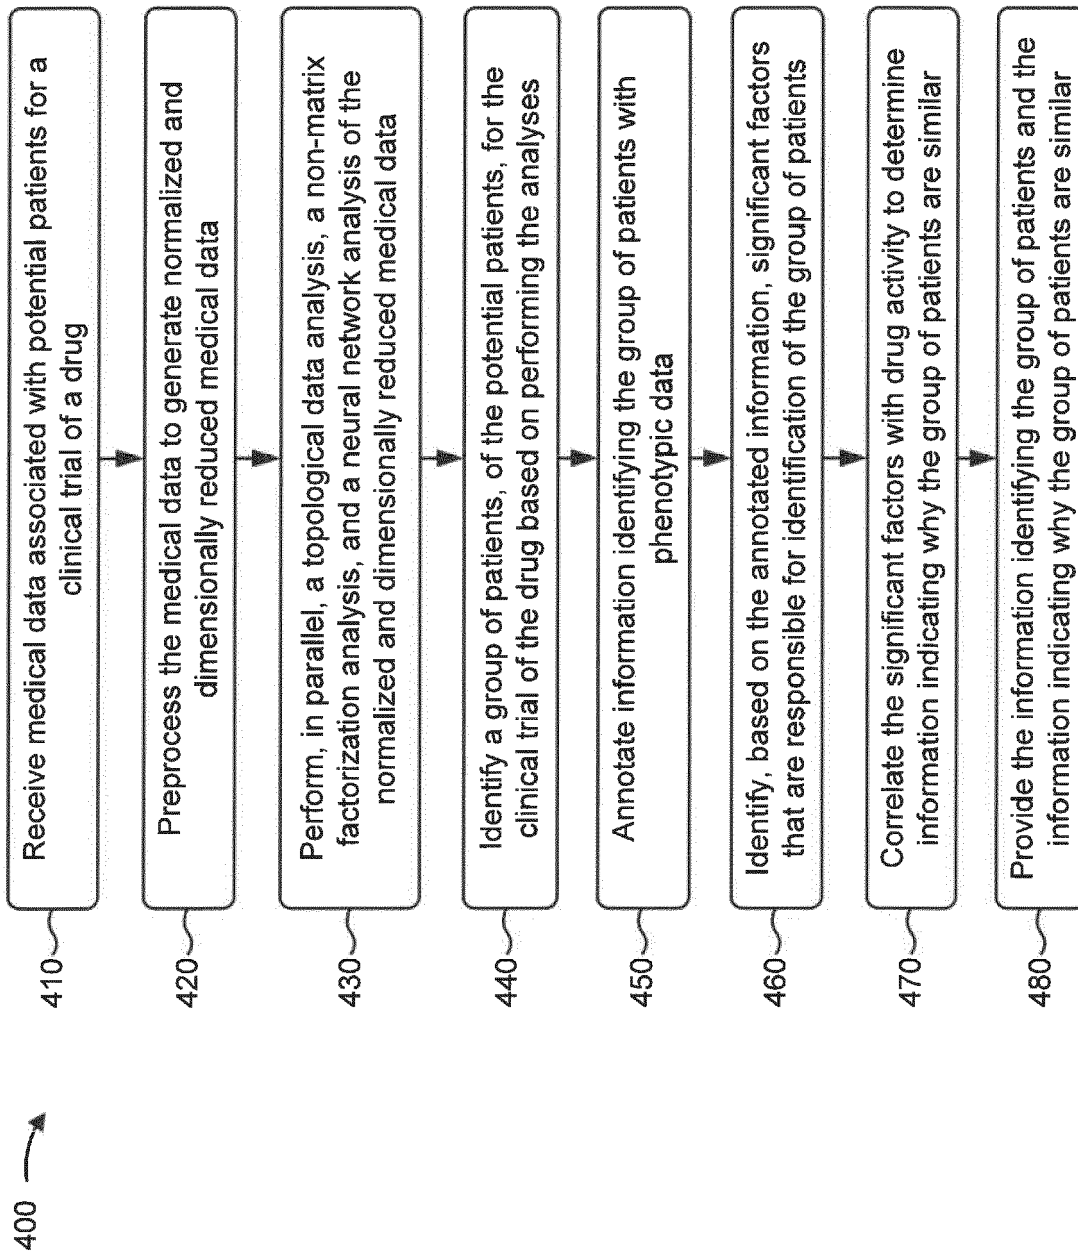 400
410
Receive medical data associated with potential patients for a
clinical trial of a drug
420
Preprocess the medical data to generate normalized and
dimensionally reduced medical data
430
Perform, in parallel, a topological data analysis, a non-matrix
factorization analysis, and a neural network analysis of the
normalized and dimensionally reduced medical data
440
Identify a group of patients, of the potential patients, for the
clinical trial of the drug based on performing the analyses
450
Annotate information identifying the group of patients with
phenotypic data
460
Identify, based on the annotated information, significant factors
that are responsible for identification of the group of patients
470
Correlate the significant factors with drug activity to determine
information indicating why the group of patients are similar
480
Provide the information identifying the group of patients and the
information indicating why the group of patients are similar